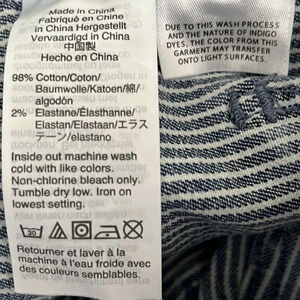 Made in China
Fabriqué en Chine
in China Hergestellt
Vervaardigd in China
中国製
Hecho en China
98% Cotton/Coton/
Baumwolle/Katoen/綿/
algodón
2% Elastane/Élasthanne/
Elastan/Elastaan/エラス
テーン/elastano
Inside out machine wash
cold with like colors.
Non-chlorine bleach only.
Tumble dry low. Iron on
lowest setting.
30
Retourner et laver à la
machine à l'eau froide avec
des couleurs semblables.
DUE TO THIS WASH PROCESS
AND THE NATURE OF INDIGO
DYES, THE COLOR FROM THIS
GARMENT MAY TRANSFER
ONTO LIGHT SURFACES.